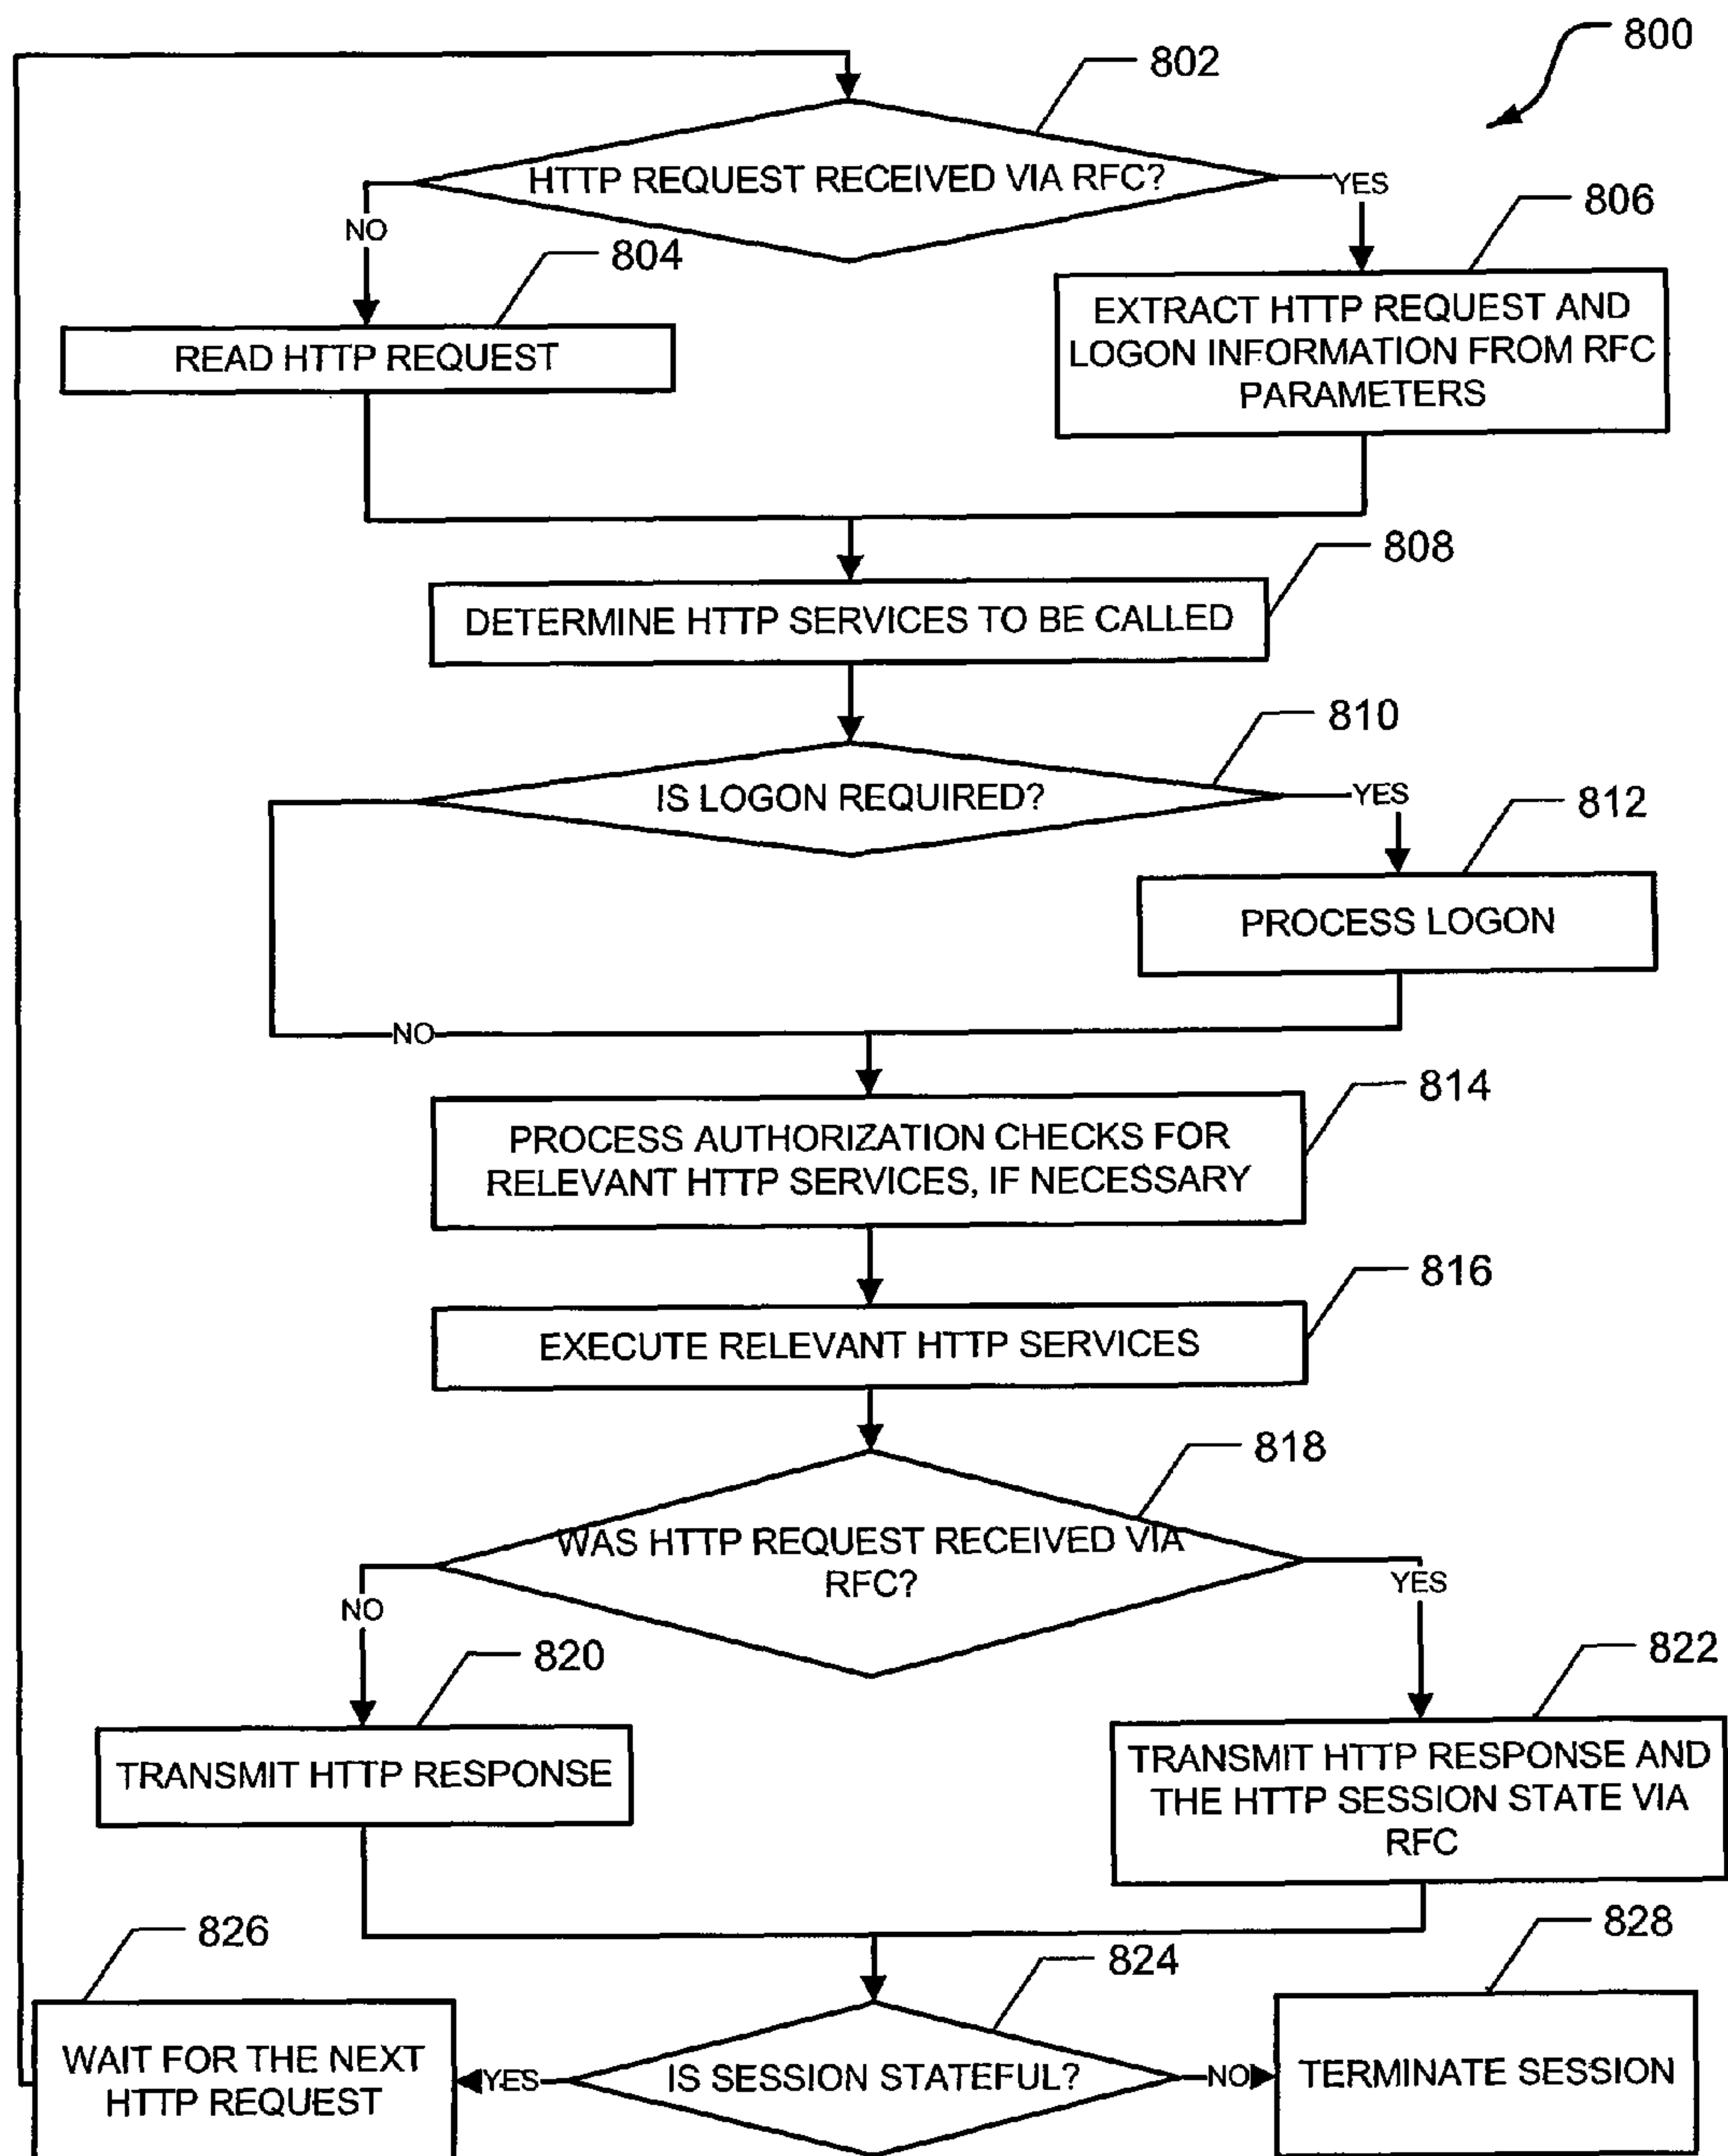 800
802
HTTP REQUEST RECEIVED VIA RFC?
YES
NO
806
804
EXTRACT HTTP REQUEST AND
LOGON INFORMATION FROM RFC
PARAMETERS
READ HTTP REQUEST
808
DETERMINE HTTP SERVICES TO BE CALLED
810
IS LOGON REQUIRED?
YES
812
PROCESS LOGON
NO
814
PROCESS AUTHORIZATION CHECKS FOR
RELEVANT HTTP SERVICES, IF NECESSARY
816
EXECUTE RELEVANT HTTP SERVICES
818
WAS HTTP REQUEST RECEIVED VIA
RFC?
YES
NO
820
822
TRANSMIT HTTP RESPONSE
TRANSMIT HTTP RESPONSE AND
THE HTTP SESSION STATE VIA
RFC
826
824
828
WAIT FOR THE NEXT
HTTP REQUEST
YES
IS SESSION STATEFUL?
NO
TERMINATE SESSION